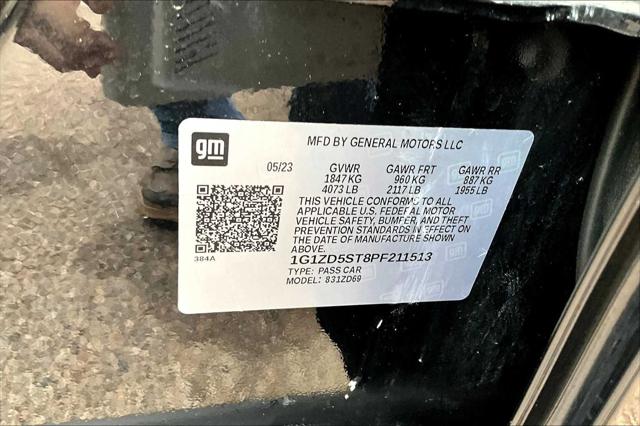 gm
MFD BY GENERAL MOTORS LLC
05/23 GVWR GAWR FRT GAWR RR
1847 KG 960 KG 887 KG
4073 LB 2117 LB 1955 LB
THIS VEHICLE CONFORMS TO ALL
APPLICABLE U.S. FEDERAL MOTOR
VEHICLE SAFETY, BUMPER, AND THEFT
PREVENTION STANDARDS IN EFFECT ON
THE DATE OF MANUFACTURE SHOWN
ABOVE.
384A
1G1ZD5ST8PF211513
TYPE: PASS CAR
MODEL: 831ZD69